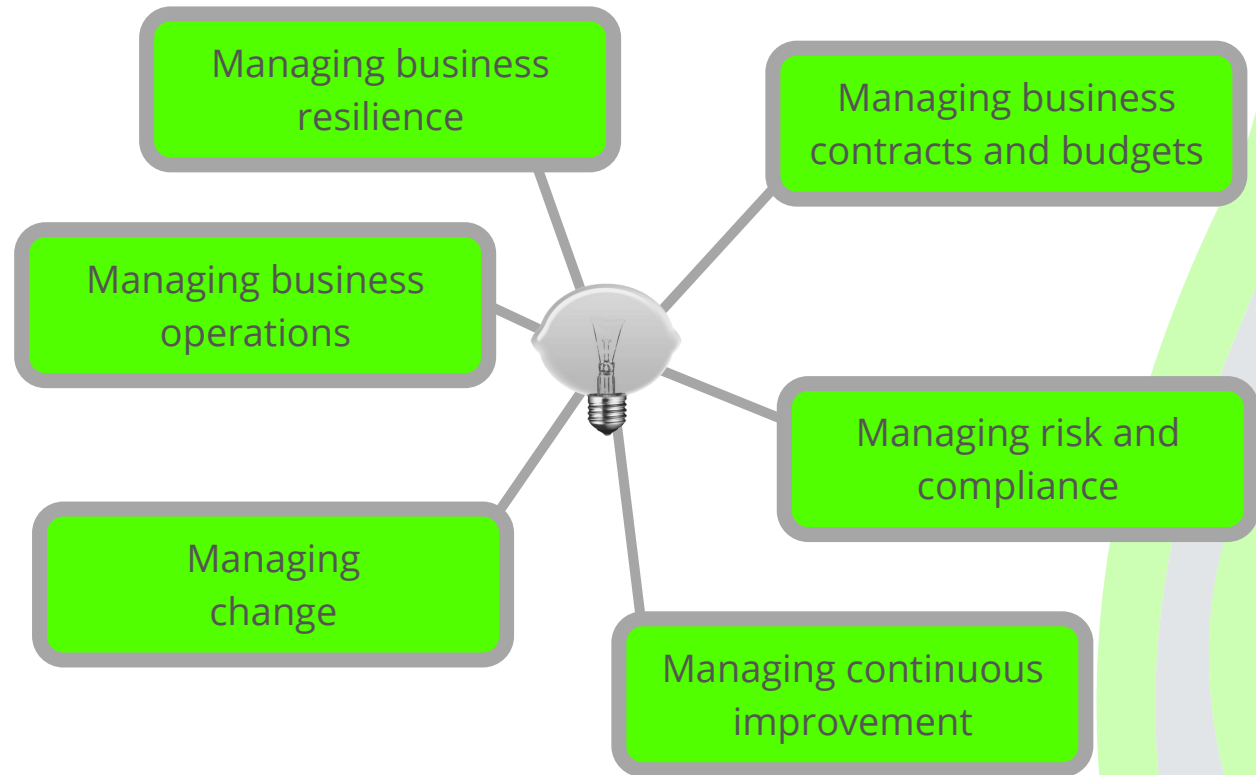 Managing business
resilience
Managing business
contracts and budgets
Managing business
operations
Managing risk and
compliance
Managing
change
Managing continuous
improvement